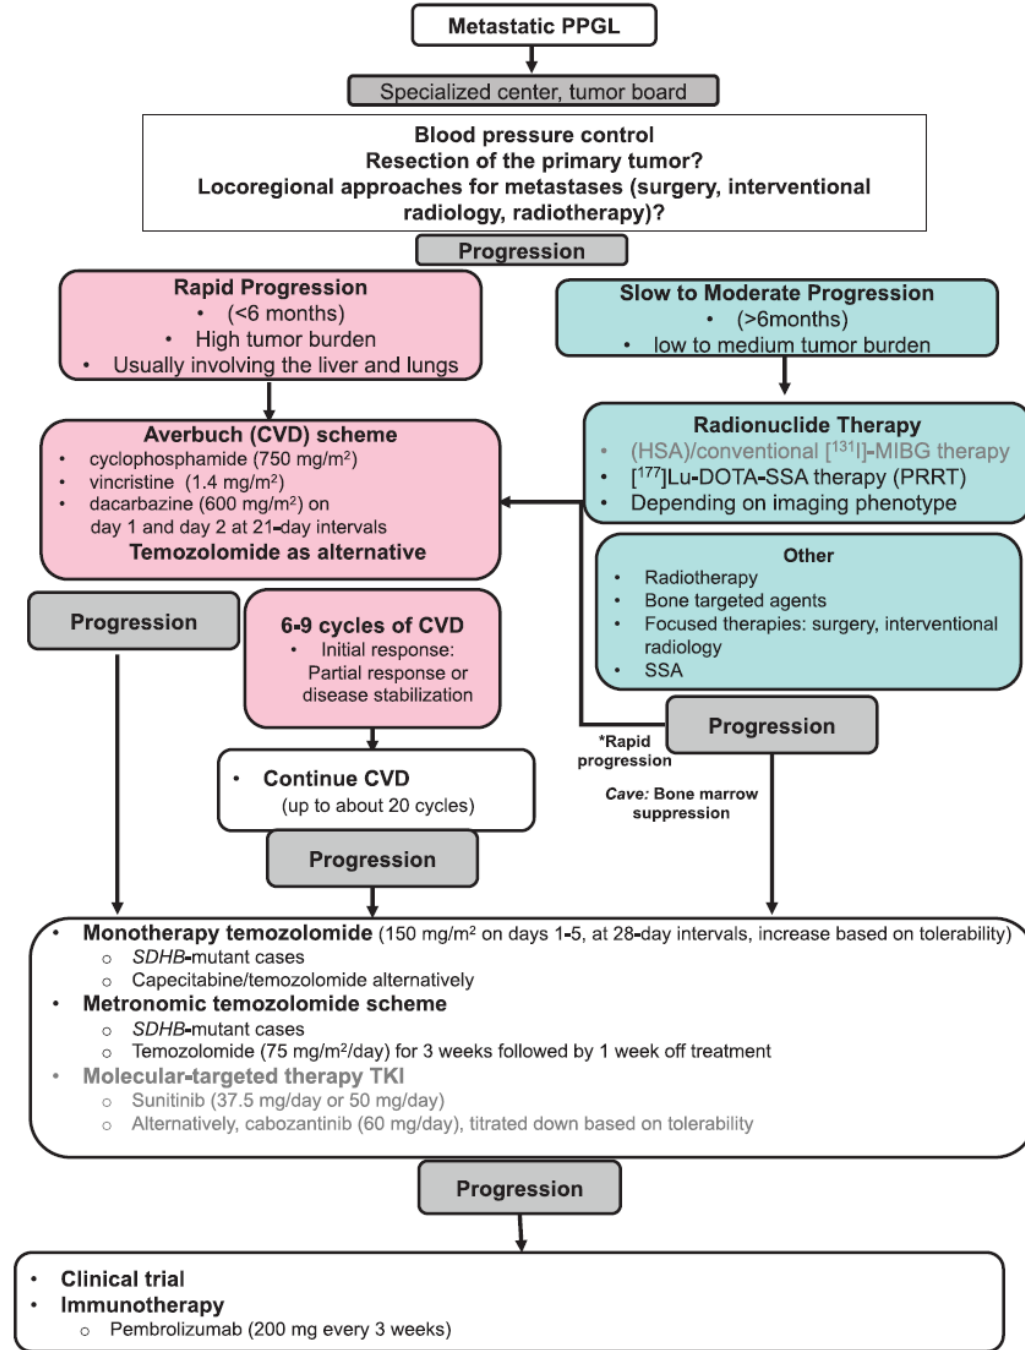 Metastatic PPGL
Specialized center, tumor board
Blood pressure control
Resection of the primary tumor?
Locoregional approaches for metastases (surgery, interventional
radiology, radiotherapy)?
Progression
Rapid Progression
• (<6 months)
• High tumor burden
• Usually involving the liver and lungs
Slow to Moderate Progression
• (>6months)
• low to medium tumor burden
Averbuch (CVD) scheme
• cyclophosphamide (750 mg/m²)
• vincristine (1.4 mg/m²)
• dacarbazine (600 mg/m²) on
day 1 and day 2 at 21-day intervals
Temozolomide as alternative
Radionuclide Therapy
• (HSA)/conventional [¹³¹I]-MIBG therapy
• [¹⁷⁷]Lu-DOTA-SSA therapy (PRRT)
• Depending on imaging phenotype
Other
• Radiotherapy
• Bone targeted agents
• Focused therapies: surgery, interventional
radiology
• SSA
Progression
6-9 cycles of CVD
• Initial response:
Partial response or
disease stabilization
Progression
*Rapid
progression
Cave: Bone marrow
suppression
• Continue CVD
(up to about 20 cycles)
Progression
• Monotherapy temozolomide (150 mg/m² on days 1-5, at 28-day intervals, increase based on tolerability)
o SDHB-mutant cases
o Capecitabine/temozolomide alternatively
• Metronomic temozolomide scheme
o SDHB-mutant cases
o Temozolomide (75 mg/m²/day) for 3 weeks followed by 1 week off treatment
• Molecular-targeted therapy TKI
o Sunitinib (37.5 mg/day or 50 mg/day)
o Alternatively, cabozantinib (60 mg/day), titrated down based on tolerability
Progression
• Clinical trial
• Immunotherapy
o Pembrolizumab (200 mg every 3 weeks)